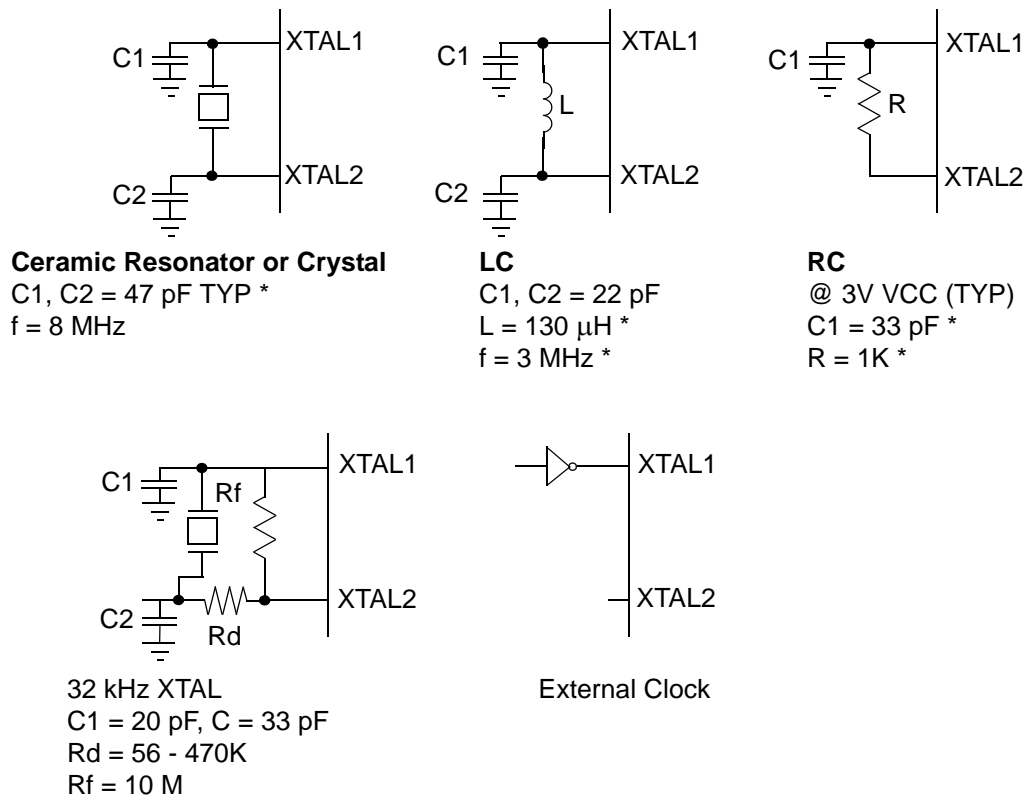 XTAL1
C1
XTAL2
C2
Ceramic Resonator or Crystal
C1, C2 = 47 pF TYP *
f = 8 MHz
XTAL1
C1
L
XTAL2
C2
LC
C1, C2 = 22 pF
L = 130 μH *
f = 3 MHz *
XTAL1
C1
R
XTAL2
RC
@ 3V VCC (TYP)
C1 = 33 pF *
R = 1K *
XTAL1
C1
Rf
XTAL2
C2
Rd
32 kHz XTAL
C1 = 20 pF, C = 33 pF
Rd = 56 - 470K
Rf = 10 M
XTAL1
XTAL2
External Clock